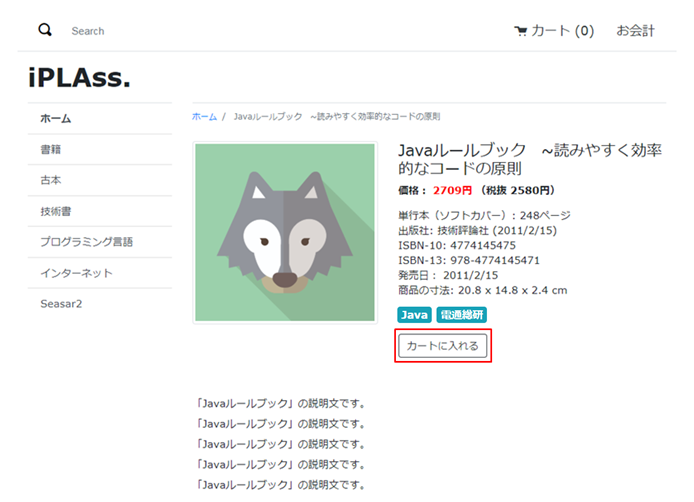 Search
カート (0)
お会計
iPLAss.
ホーム
書籍
古本
技術書
プログラミング言語
インターネット
Seasar2
ホーム / Javaルールブック ~読みやすく効率的なコードの原則
Javaルールブック ~読みやすく効率
的なコードの原則
価格： 2709円 （税抜 2580円）
単行本（ソフトカバー）: 248ページ
出版社: 技術評論社 (2011/2/15)
ISBN-10: 4774145475
ISBN-13: 978-4774145471
発売日： 2011/2/15
商品の寸法: 20.8 x 14.8 x 2.4 cm
Java 電通総研
カートに入れる
「Javaルールブック」の説明文です。
「Javaルールブック」の説明文です。
「Javaルールブック」の説明文です。
「Javaルールブック」の説明文です。
「Javaルールブック」の説明文です。